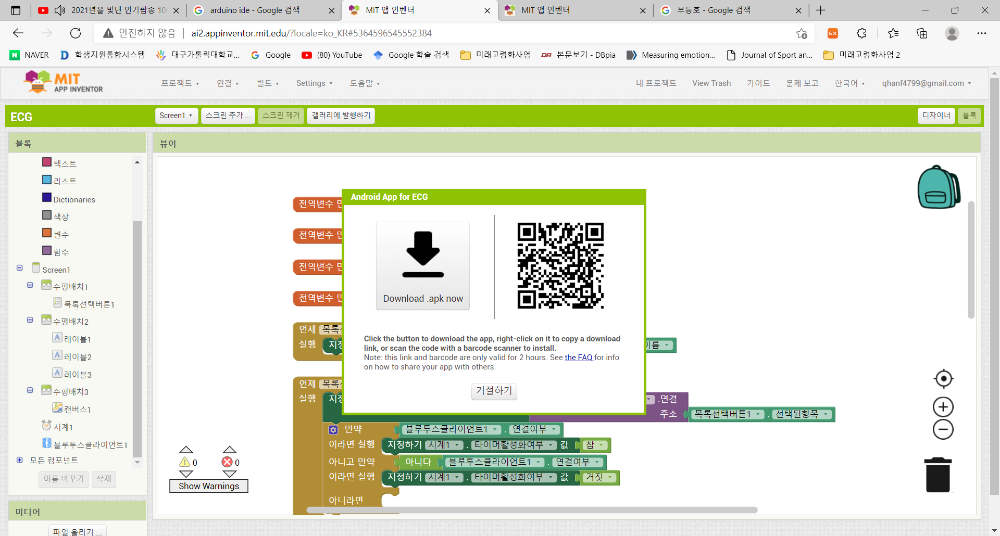 2021년을 빛낸 인기팝송 10
arduino ide - Google 검색
MIT 앱 인벤터
MIT 앱 인벤터
부등호 - Google 검색
안전하지 않음
ai2.appinventor.mit.edu/?locale=ko_KR#5364596545552384
NAVER
학생지원통합시스템
대구가톨릭대학교...
Google
(80) YouTube
Google 학술 검색
미래고령화사업
본문보기 - DBpia
Measuring emotion...
Journal of Sport an...
미래고령화사업 2
MIT
APP INVENTOR
프로젝트
연결
빌드
Settings
도움말
내 프로젝트
View Trash
가이드
문제 보고
한국어
qhanf4799@gmail.com
ECG
Screen1
스크린 추가 ...
스크린 제거
갤러리에 발행하기
디자이너
블록
블록
뷰어
텍스트
리스트
Dictionaries
색상
변수
함수
Screen1
수평배치1
목록선택버튼1
수평배치2
레이블1
레이블2
레이블3
수평배치3
캔버스1
시계1
블루투스클라이언트1
모든 컴포넌트
이름 바꾸기
삭제
미디어
파일 올리기 ...
전역변수
전역변수
전역변수
전역변수
언제
실행
Android App for ECG
Download .apk now
Click the button to download the app, right-click on it to copy a download
link, or scan the code with a barcode scanner to install.
Note: this link and barcode are only valid for 2 hours. See the FAQ for info
on how to share your app with others.
거절하기
언제
실행
.연결
주소 목록선택버튼1 . 선택된항목
만약 블루투스클라이언트1 . 연결여부
이라면 실행 지정하기 시계1 . 타이머활성화여부 값 참
아니고 만약 아니다 블루투스클라이언트1 . 연결여부
이라면 실행 지정하기 시계1 . 타이머활성화여부 값 거짓
아니라면
0
0
Show Warnings